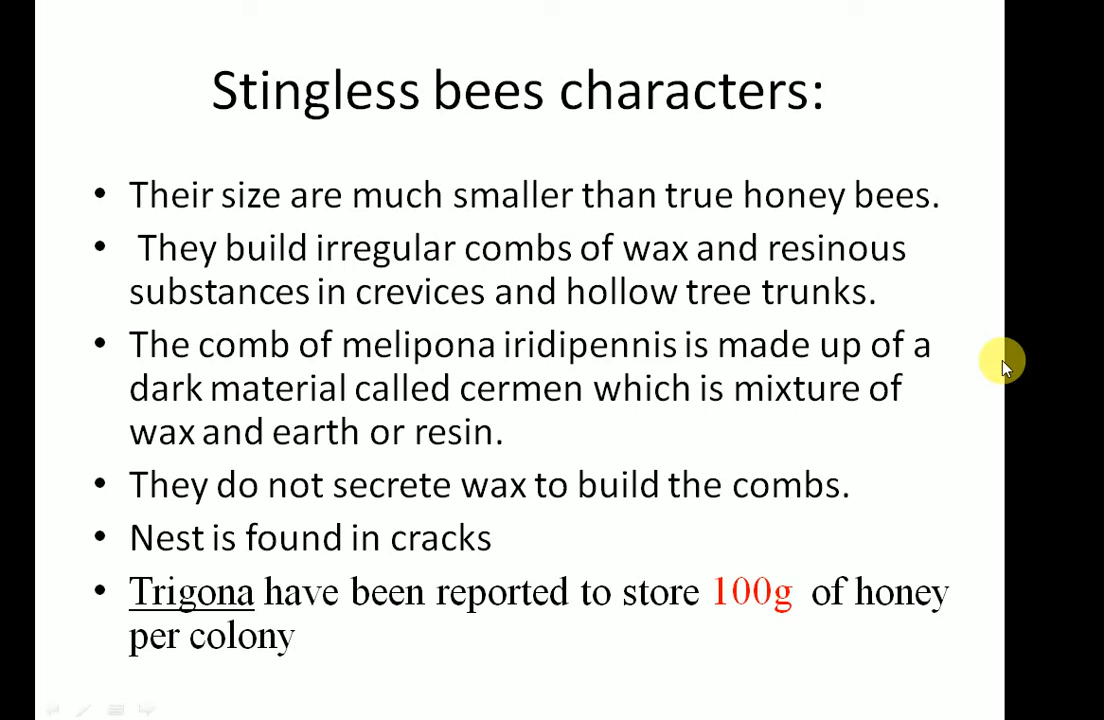 Stingless bees characters:
• Their size are much smaller than true honey bees.
• They build irregular combs of wax and resinous
substances in crevices and hollow tree trunks.
• The comb of melipona iridipennis is made up of a
dark material called cermen which is mixture of
wax and earth or resin.
• They do not secrete wax to build the combs.
• Nest is found in cracks
• Trigona have been reported to store 100g of honey
per colony